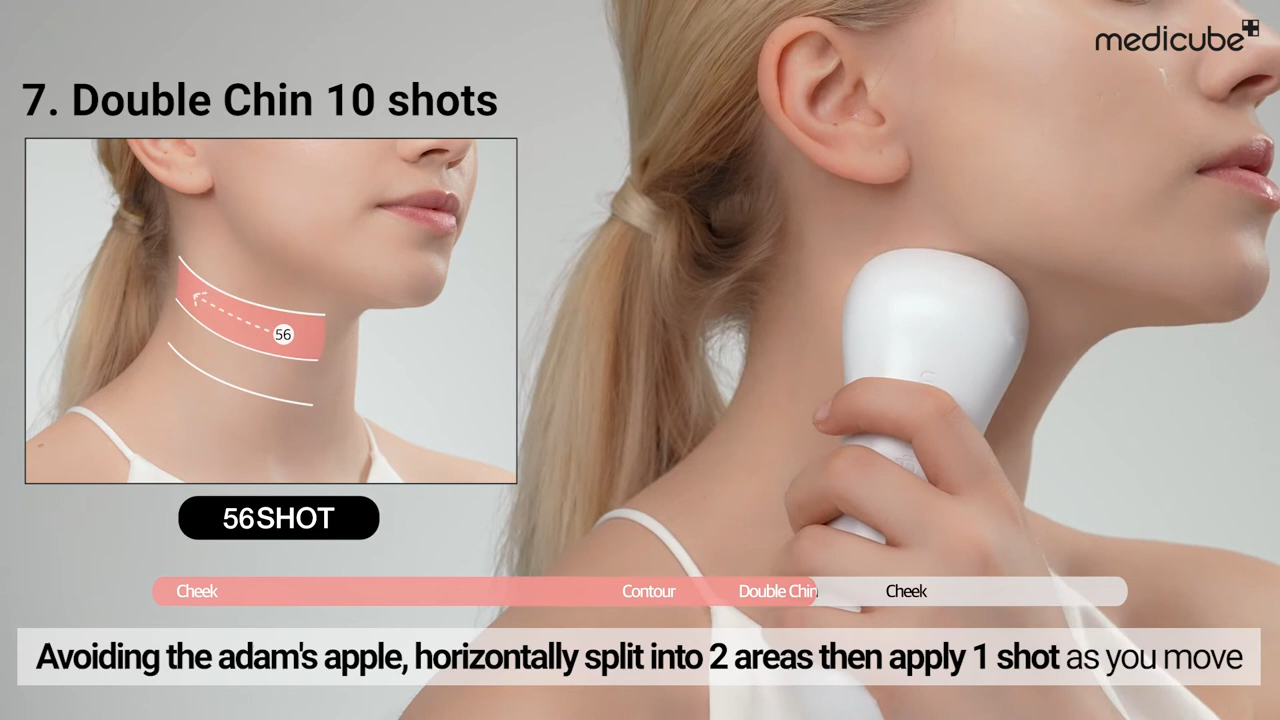 medicube
7. Double Chin 10 shots
56
56SHOT
Cheek Contour Double Chin Cheek
Avoiding the adam's apple, horizontally split into 2 areas then apply 1 shot as you move